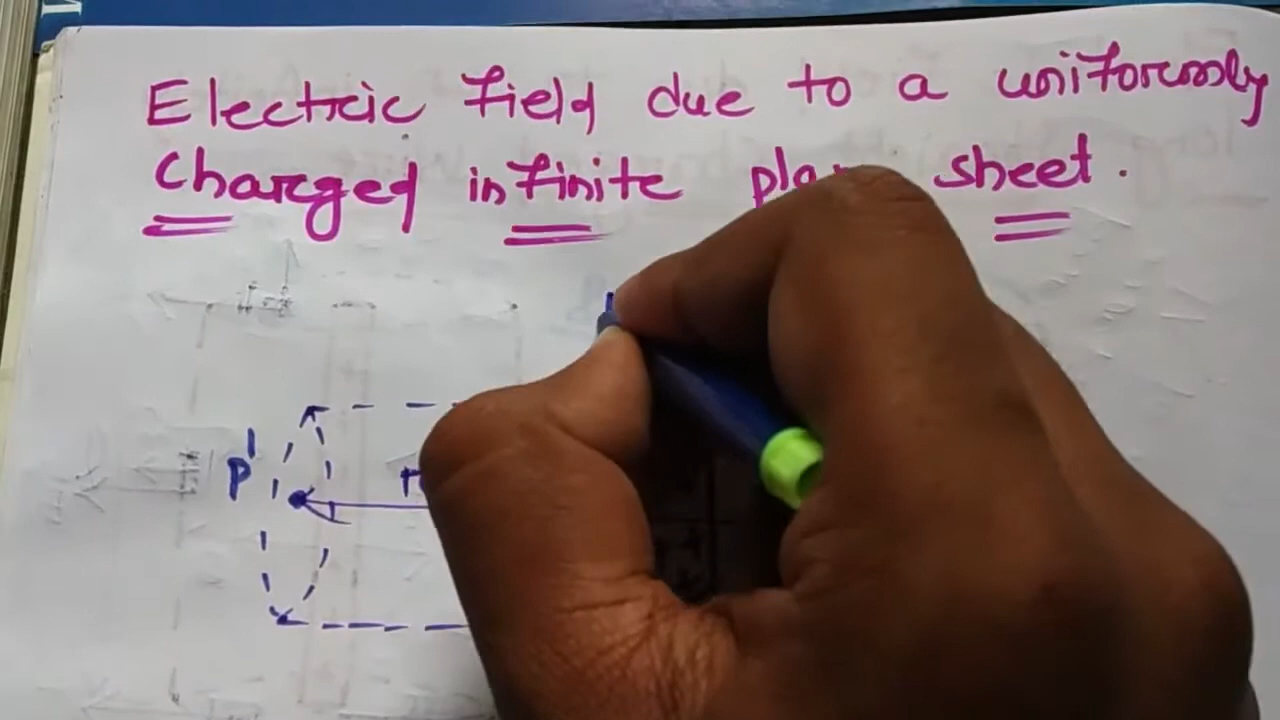 Electric field due to a uniformly
charged infinite sheet.
P'
r